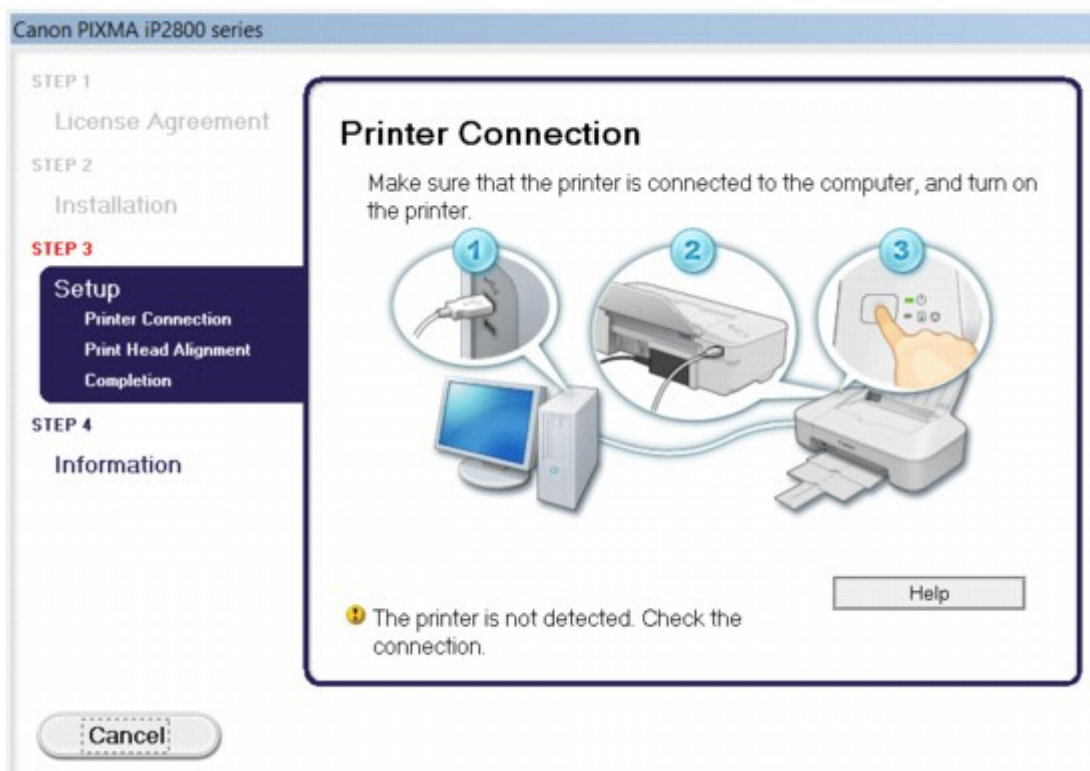 Canon PIXMA iP2800 series
STEP 1
License Agreement
STEP 2
Installation
STEP 3
Setup
Printer Connection
Print Head Alignment
Completion
STEP 4
Information
Printer Connection
Make sure that the printer is connected to the computer, and turn on
the printer.
1
2
3
Help
The printer is not detected. Check the
connection.
Cancel